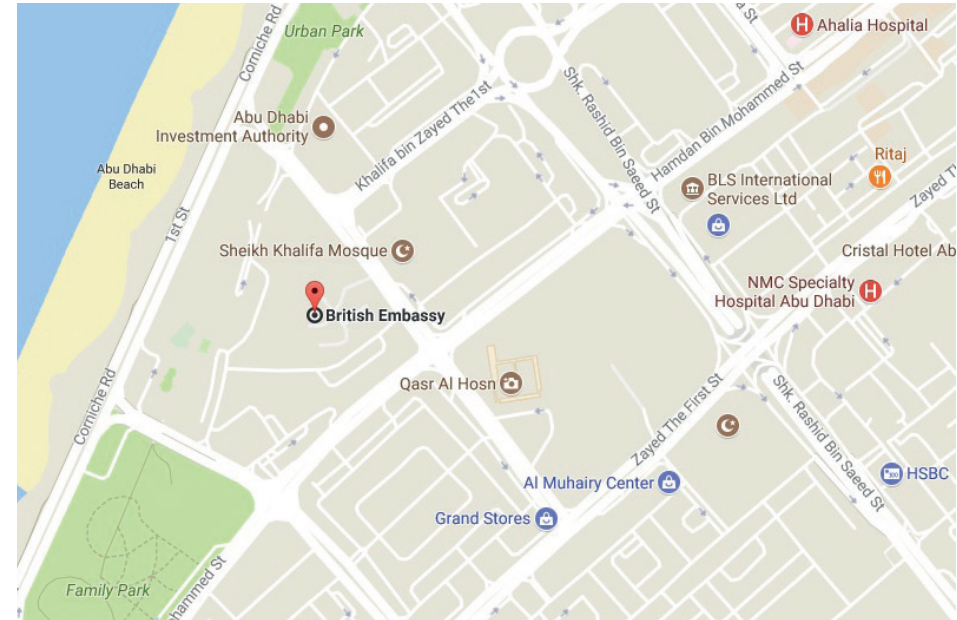 Corniche Rd
Urban Park
Ahalia Hospital
Abu Dhabi
Investment Authority
Khalifa bin Zayed The1st
Shk. Rashid Bin Saeed St
Hamdan Bin Mohammed St
a St
Abu Dhabi
Beach
1st St
Ritaj
BLS International
Services Ltd
Zayed Th
Sheikh Khalifa Mosque
Cristal Hotel Ab
NMC Specialty
Hospital Abu Dhabi
H
H
British Embassy
Qasr Al Hosn
Corniche Rd
Zayed The First St
Shk. Rashid Bin Saeed St
Al Muhairy Center
HSBC
Grand Stores
Family Park
ohammed St